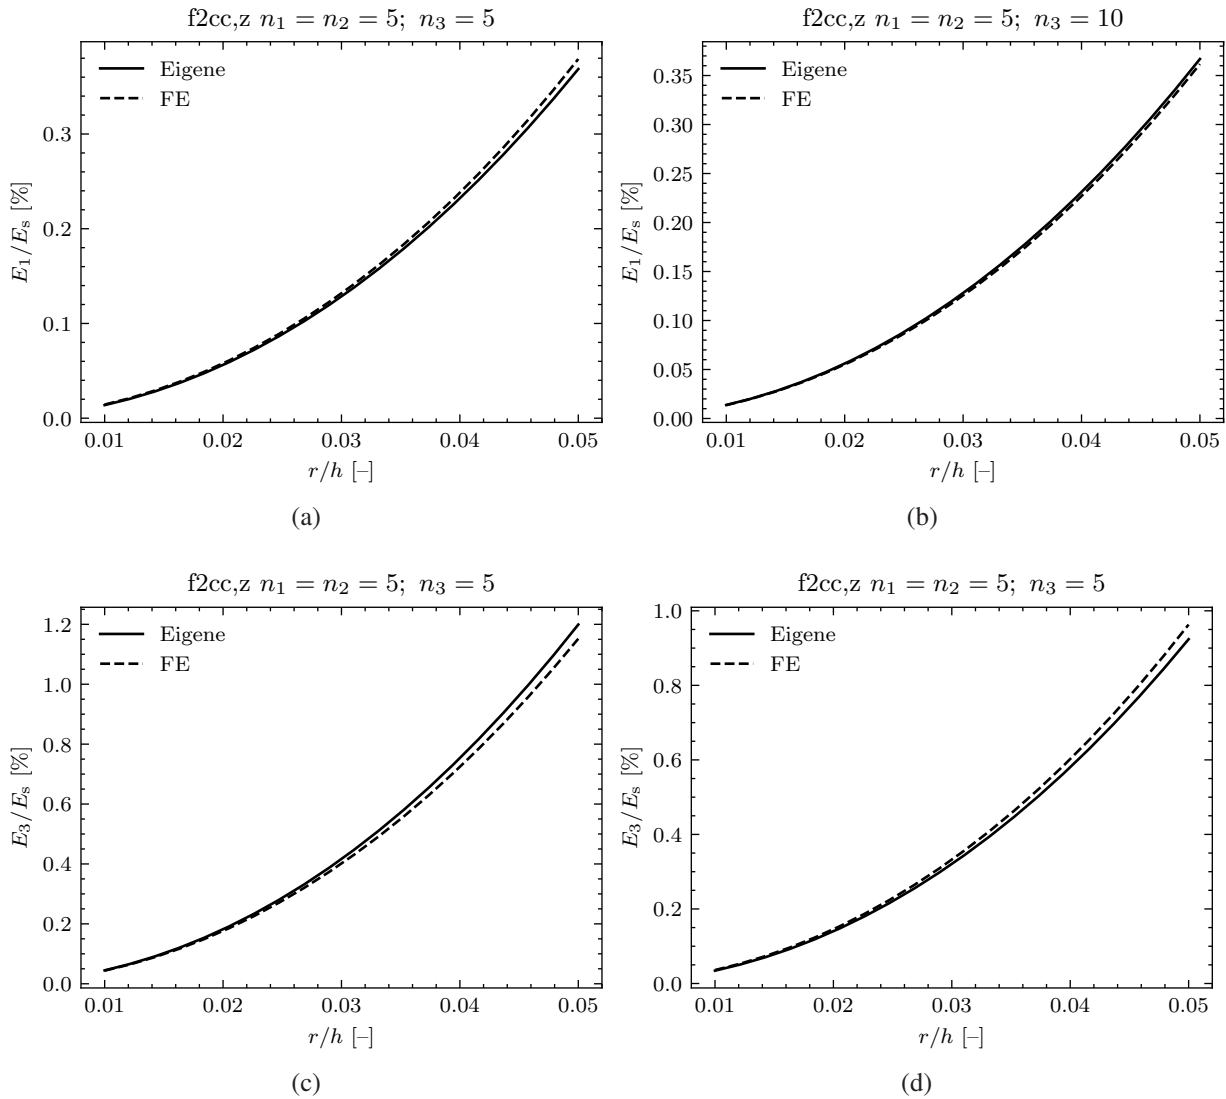 f2cc,z n₁ = n₂ = 5; n₃ = 5
Eigene
FE
0.3
0.2
0.1
0.0
E₁/Eₛ [%]
0.01 0.02 0.03 0.04 0.05
r/h [–]
(a)
f2cc,z n₁ = n₂ = 5; n₃ = 10
Eigene
FE
0.35
0.30
0.25
0.20
0.15
0.10
0.05
0.00
E₁/Eₛ [%]
0.01 0.02 0.03 0.04 0.05
r/h [–]
(b)
f2cc,z n₁ = n₂ = 5; n₃ = 5
Eigene
FE
1.2
1.0
0.8
0.6
0.4
0.2
0.0
E₃/Eₛ [%]
0.01 0.02 0.03 0.04 0.05
r/h [–]
(c)
f2cc,z n₁ = n₂ = 5; n₃ = 5
Eigene
FE
1.0
0.8
0.6
0.4
0.2
0.0
E₃/Eₛ [%]
0.01 0.02 0.03 0.04 0.05
r/h [–]
(d)